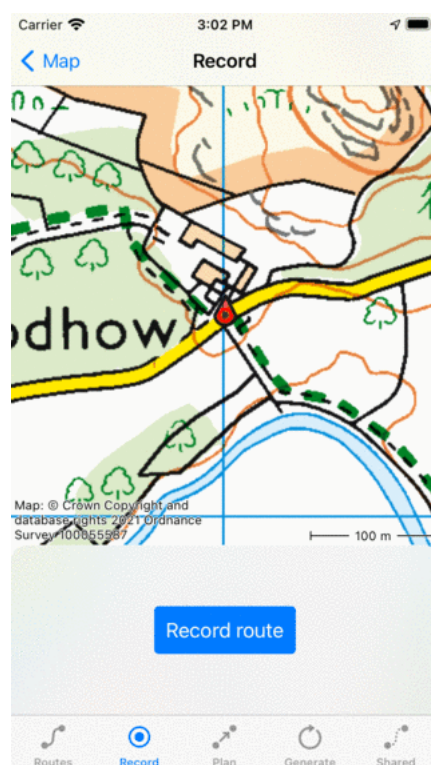 Carrier 3:02 PM
Map Record
odhow
Map: © Crown Copyright and
database rights 2021 Ordnance
Survey 100055587
100 m
Record route
Routes Record Plan Generate Shared